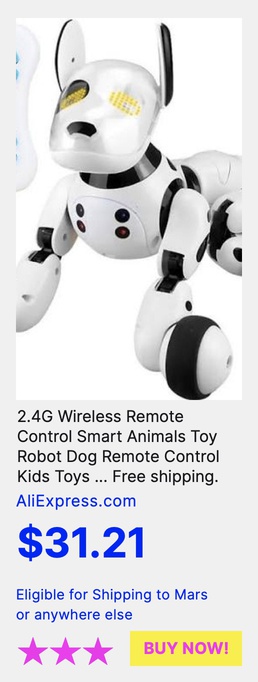 2.4G Wireless Remote
Control Smart Animals Toy
Robot Dog Remote Control
Kids Toys ... Free shipping.
AliExpress.com
$31.21
Eligible for Shipping to Mars
or anywhere else
BUY NOW!